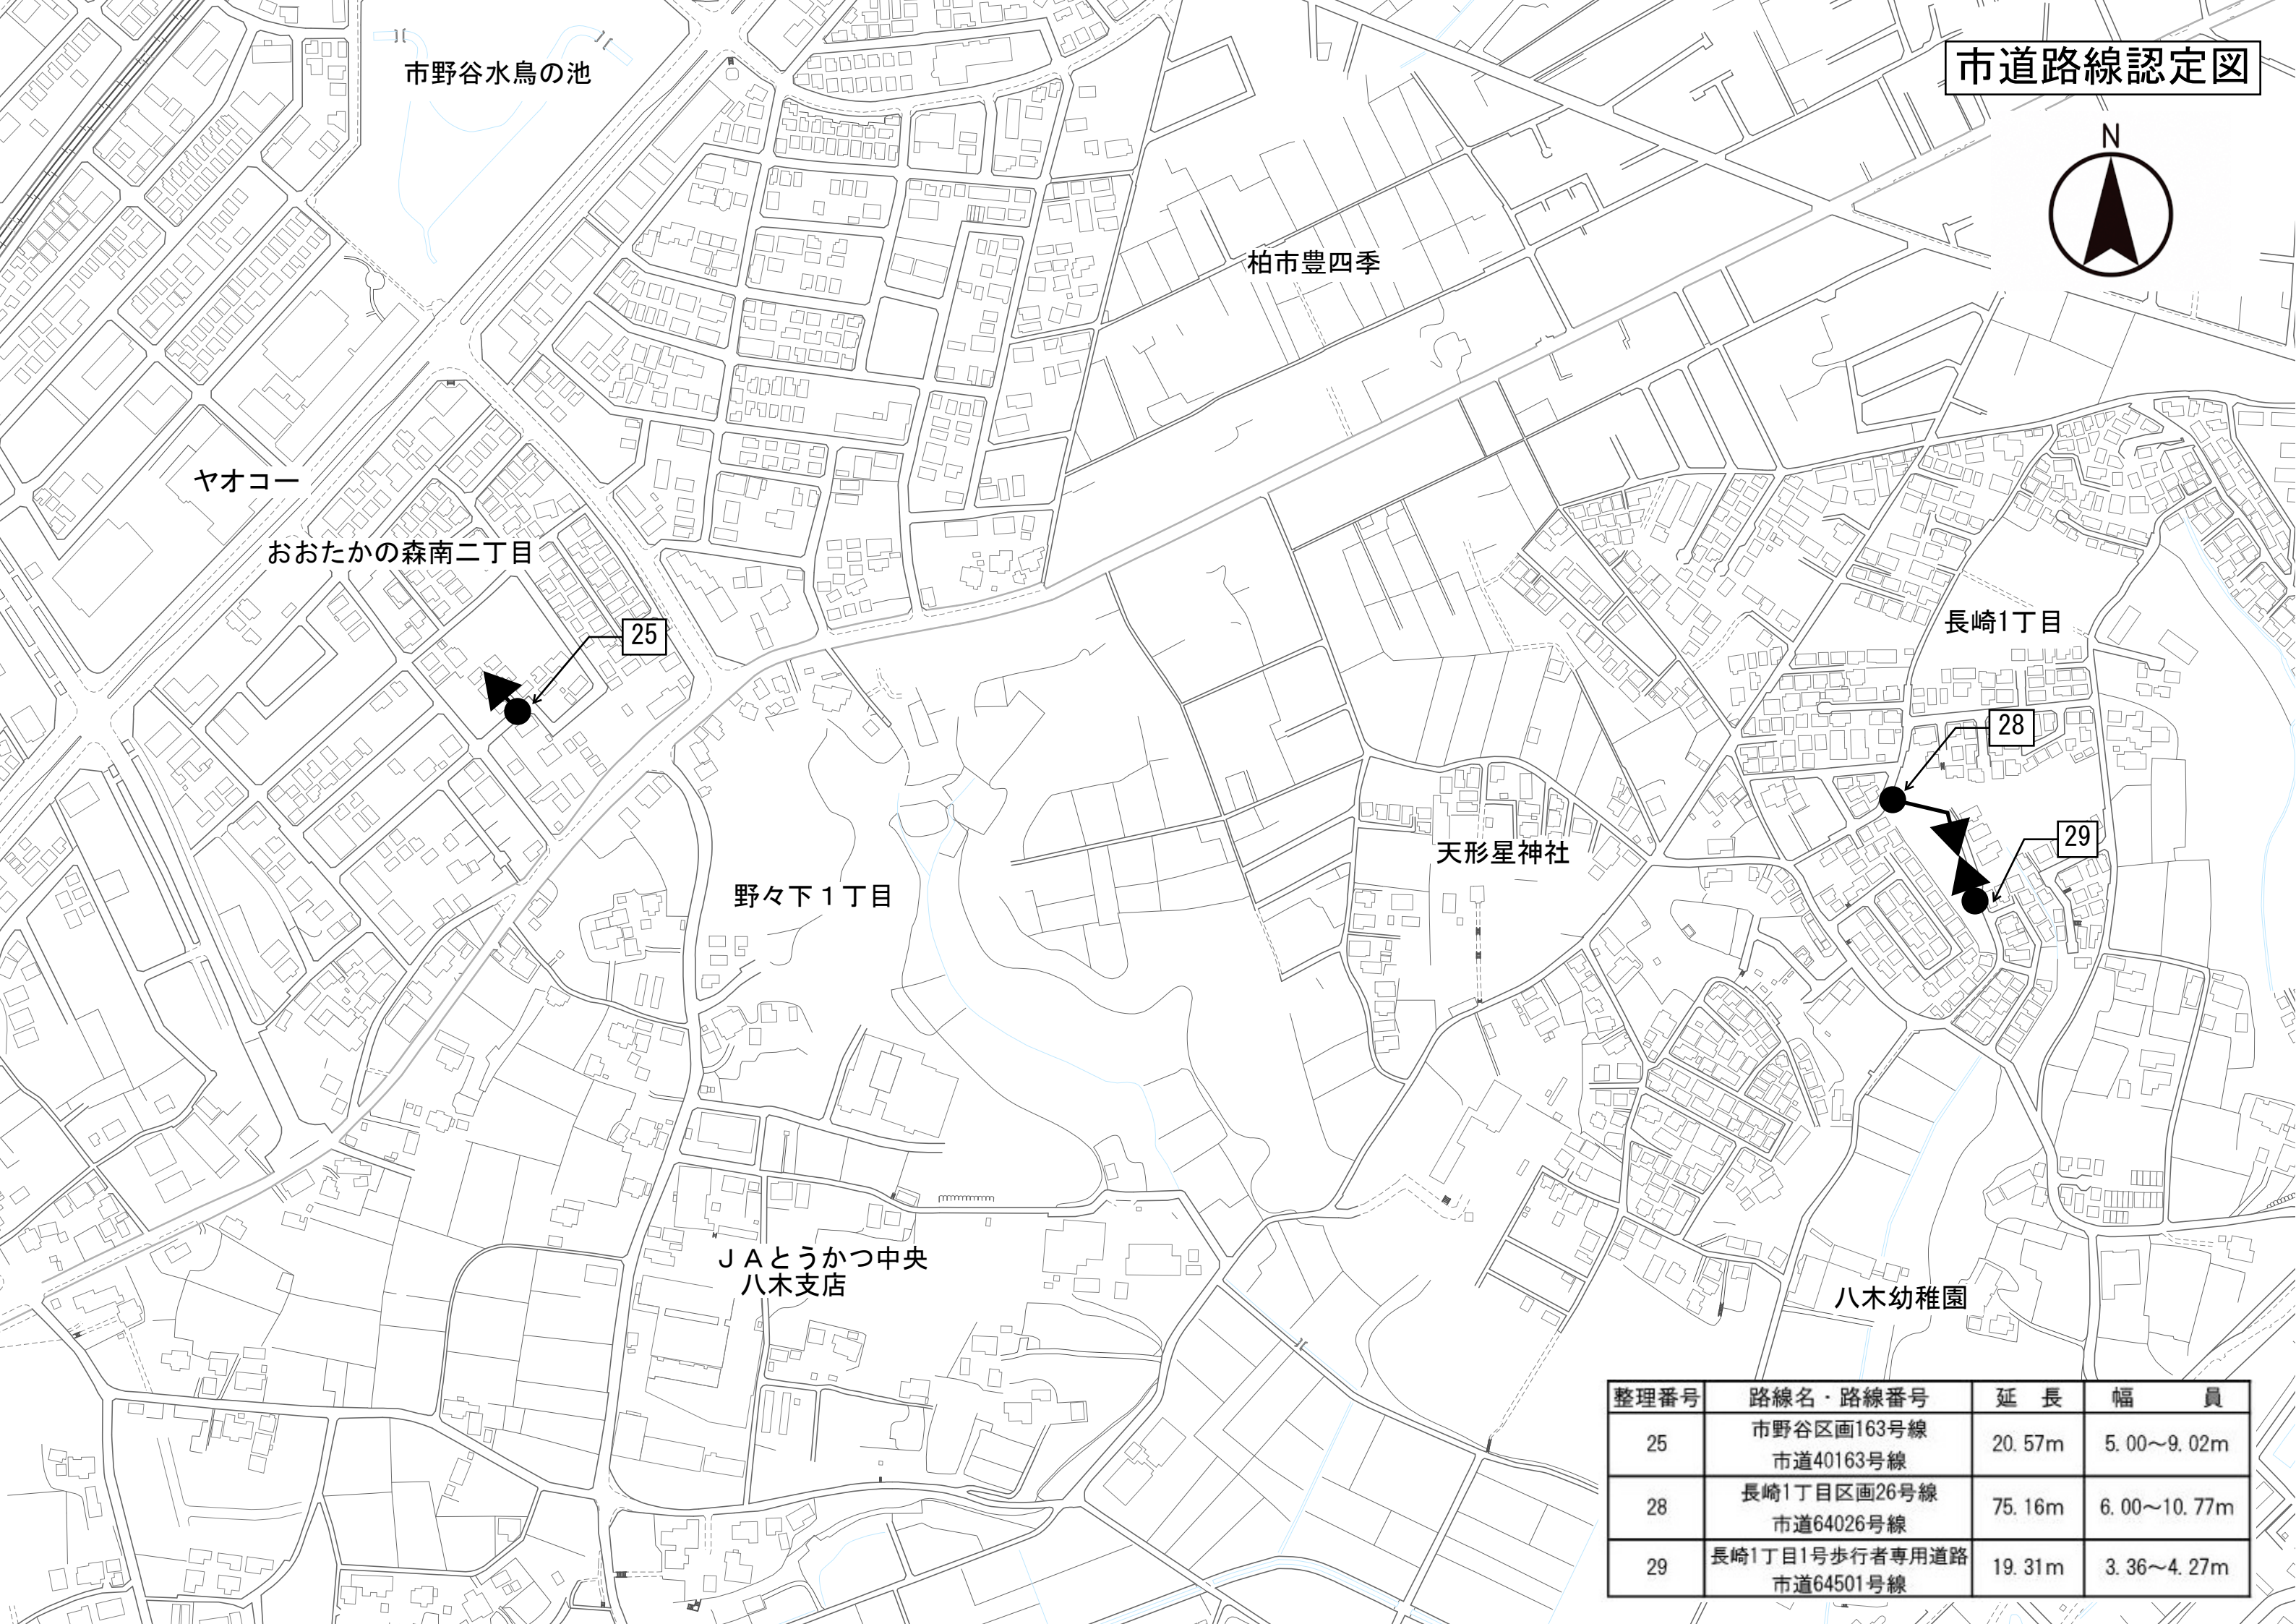 市道路線認定図
N
市野谷水鳥の池
柏市豊四季
ヤオコー
おおたかの森南二丁目
25
長崎1丁目
28
29
天形星神社
野々下１丁目
ＪＡとうかつ中央
八木支店
八木幼稚園
整理番号 路線名・路線番号 延 長 幅 員
25 市野谷区画163号線 20.57m 5.00～9.02m
市道40163号線
28 長崎1丁目区画26号線 75.16m 6.00～10.77m
市道64026号線
29 長崎1丁目1号歩行者専用道路 19.31m 3.36～4.27m
市道64501号線